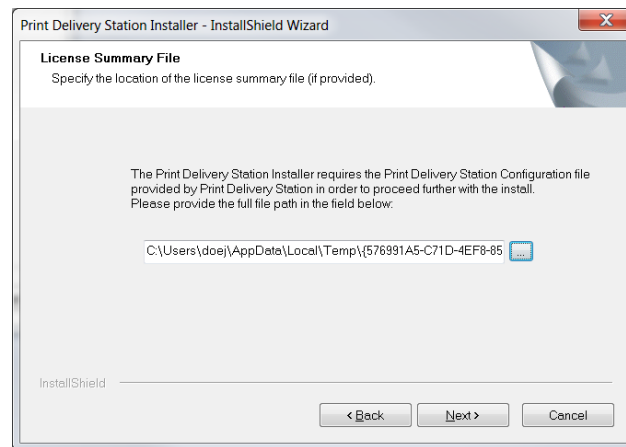 Print Delivery Station Installer - InstallShield Wizard
License Summary File
Specify the location of the license summary file (if provided).
The Print Delivery Station Installer requires the Print Delivery Station Configuration file
provided by Print Delivery Station in order to proceed further with the install.
Please provide the full file path in the field below:
C:\Users\doej\AppData\Local\Temp\{576991A5-C71D-4EF8-85
...
InstallShield
< Back
Next >
Cancel